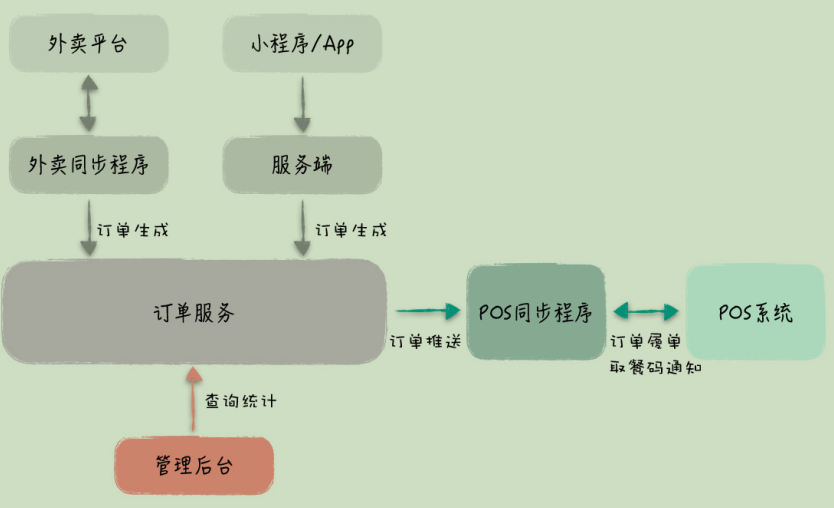 外卖平台
小程序/App
外卖同步程序
服务端
订单生成
订单生成
订单服务
POS同步程序
POS系统
订单推送
订单履单
取餐码通知
查询统计
管理后台